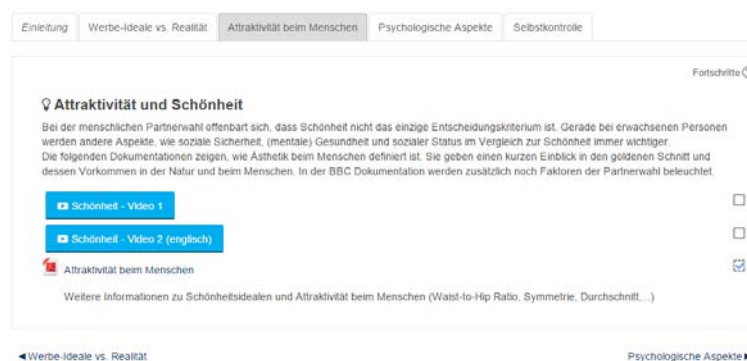 Einleitung
Werbe-Ideale vs. Realität
Attraktivität beim Menschen
Psychologische Aspekte
Selbstkontrolle
Fortschritte
Attraktivität und Schönheit
Bei der menschlichen Partnerwahl offenbart sich, dass Schönheit nicht das einzige Entscheidungskriterium ist. Gerade bei erwachsenen Personen
werden andere Aspekte, wie soziale Sicherheit, (mentale) Gesundheit und sozialer Status im Vergleich zur Schönheit immer wichtiger.
Die folgenden Dokumentationen zeigen, wie Ästhetik beim Menschen definiert ist. Sie geben einen kurzen Einblick in den goldenen Schnitt und
dessen Vorkommen in der Natur und beim Menschen. In der BBC Dokumentation werden zusätzlich noch Faktoren der Partnerwahl beleuchtet.
Schönheit - Video 1
Schönheit - Video 2 (englisch)
Attraktivität beim Menschen
Weitere Informationen zu Schönheitsidealen und Attraktivität beim Menschen (Waist-to-Hip Ratio, Symmetrie, Durchschnitt,...)
◄Werbe-Ideale vs. Realität
Psychologische Aspekte►